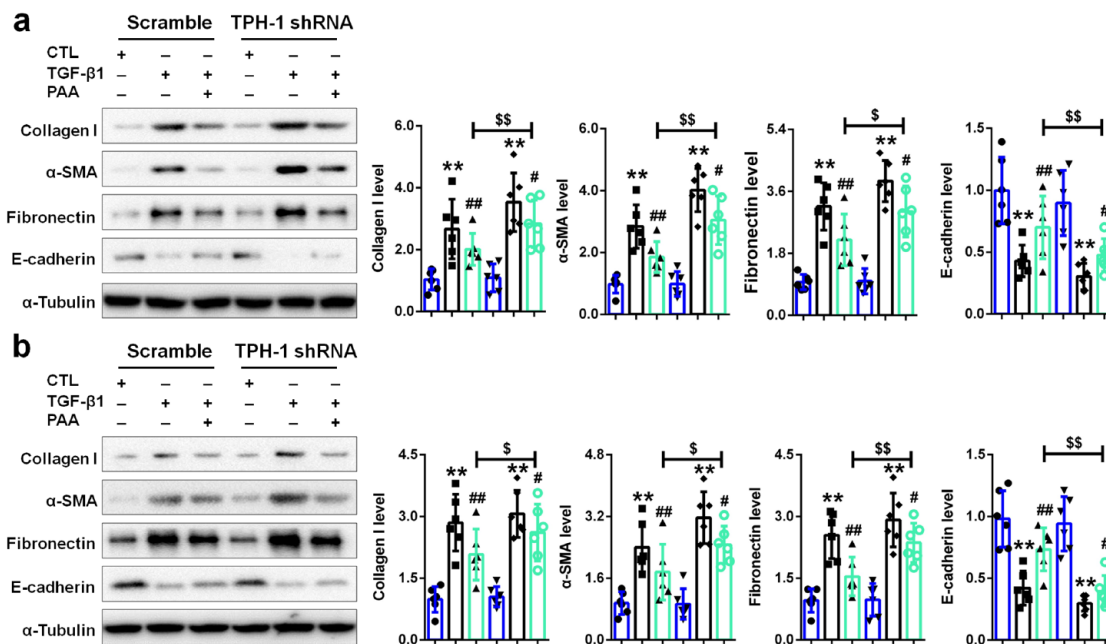 a
Scramble TPH-1 shRNA
CTL + – – + – –
TGF-β1 – + + – + +
PAA – – + – – +
Collagen I
α-SMA
Fibronectin
E-cadherin
α-Tubulin
Collagen I level
6.0
4.0
2.0
0.0
**
##
$$
**
#
α-SMA level
6.0
4.0
2.0
0.0
**
##
$$
**
#
Fibronectin level
5.4
3.6
1.8
0.0
**
##
$
**
#
E-cadherin level
1.5
1.0
0.5
0.0
**
##
$$
**
#
b
Scramble TPH-1 shRNA
CTL + – – + – –
TGF-β1 – + + – + +
PAA – – + – – +
Collagen I
α-SMA
Fibronectin
E-cadherin
α-Tubulin
Collagen I level
4.5
3.0
1.5
0.0
**
##
$
**
#
α-SMA level
4.8
3.2
1.6
0.0
**
##
$
**
#
Fibronectin level
4.5
3.0
1.5
0.0
**
##
$$
**
#
E-cadherin level
1.5
1.0
0.5
0.0
**
##
$$
**
#